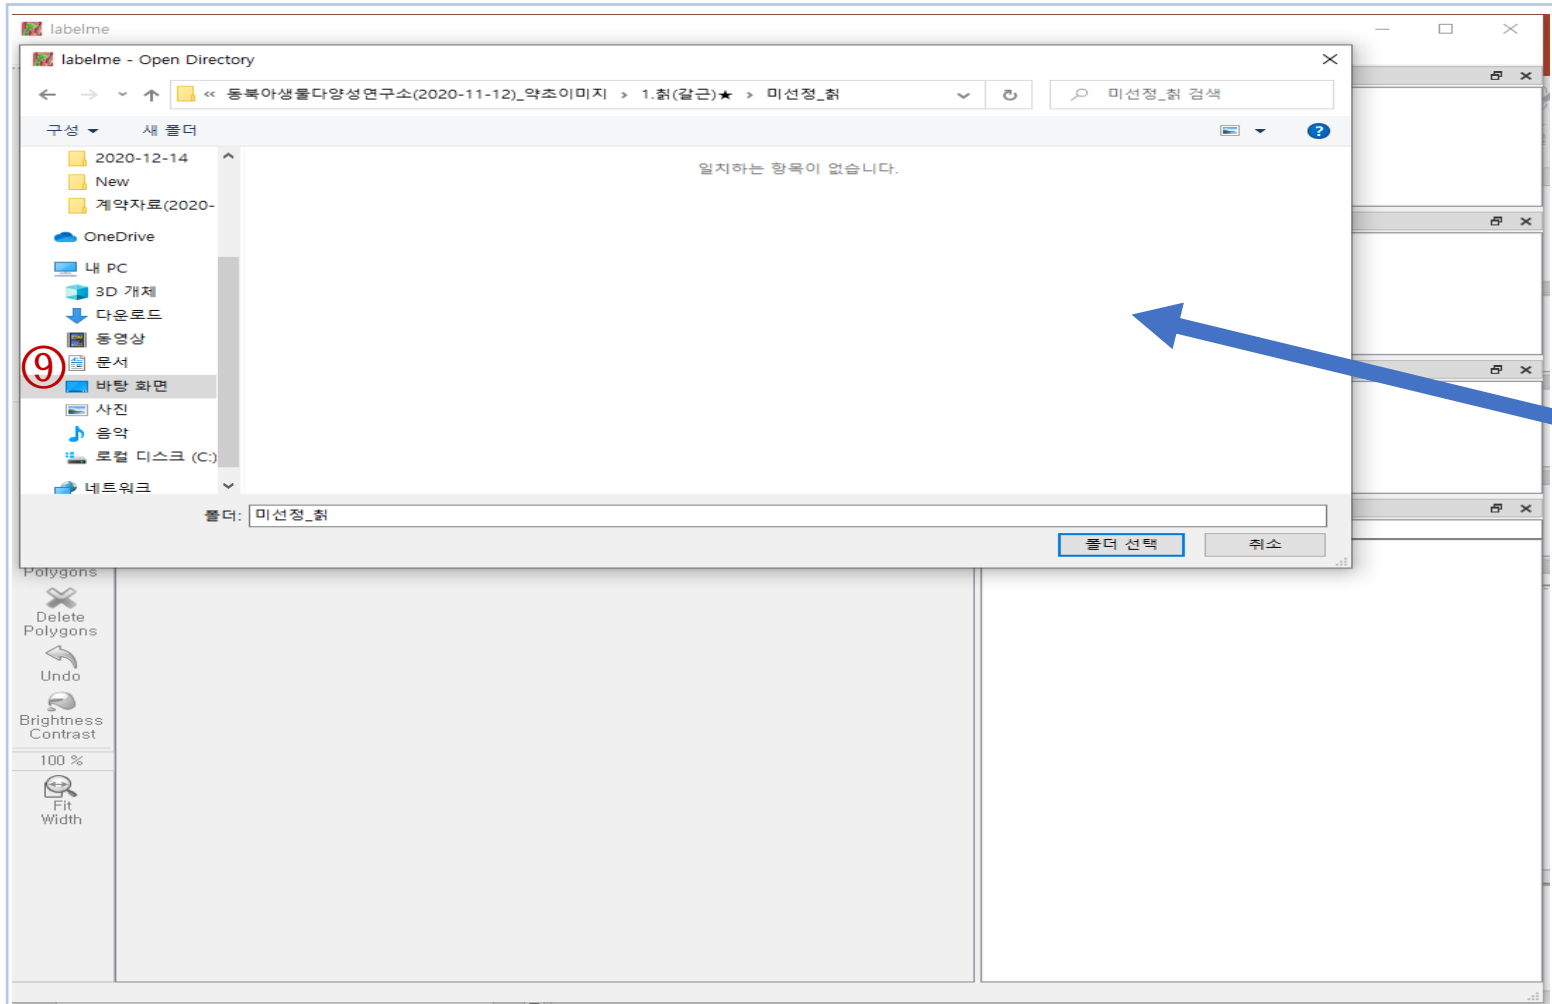 labelme
labelme - Open Directory
« 동북아생물다양성연구소(2020-11-12)_약초이미지 › 1.칡(갈근)★ › 미선정_칡
미선정_칡 검색
구성
새 폴더
2020-12-14
New
계약자료(2020-
OneDrive
내 PC
3D 개체
다운로드
동영상
문서
⑨
바탕 화면
사진
음악
로컬 디스크 (C:)
네트워크
일치하는 항목이 없습니다.
폴더: 미선정_칡
폴더 선택
취소
Polygons
Delete
Polygons
Undo
Brightness
Contrast
100 %
Fit
Width